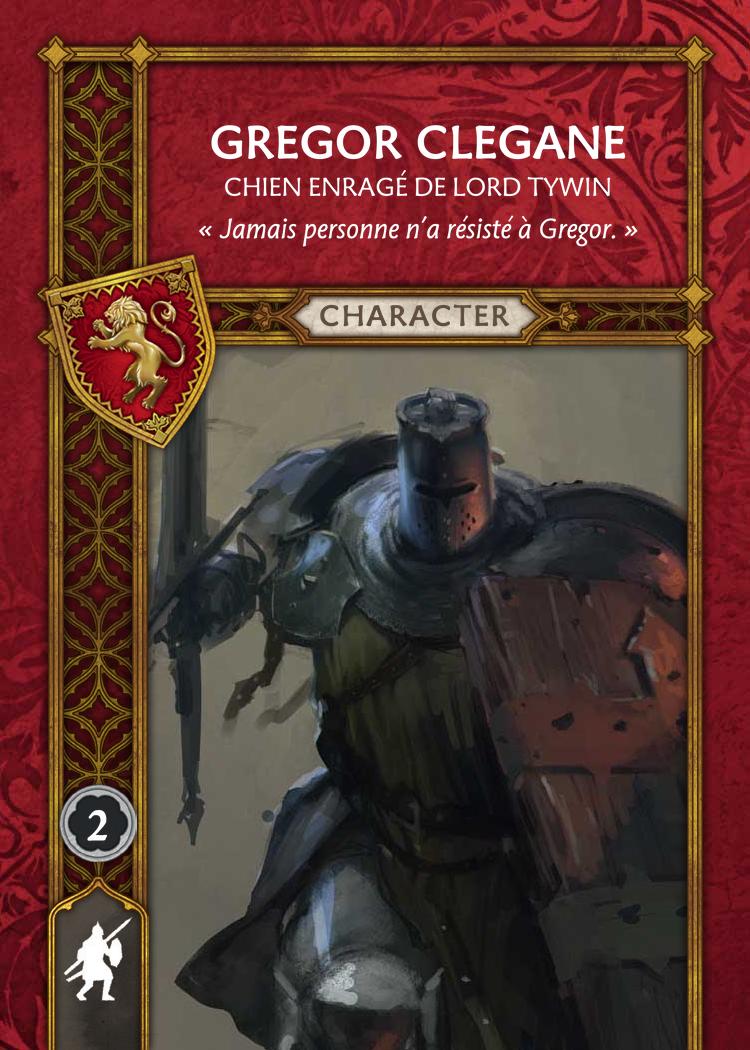 GREGOR CLEGANE
CHIEN ENRAGÉ DE LORD TYWIN
« Jamais personne n’a résisté à Gregor. »
CHARACTER
2